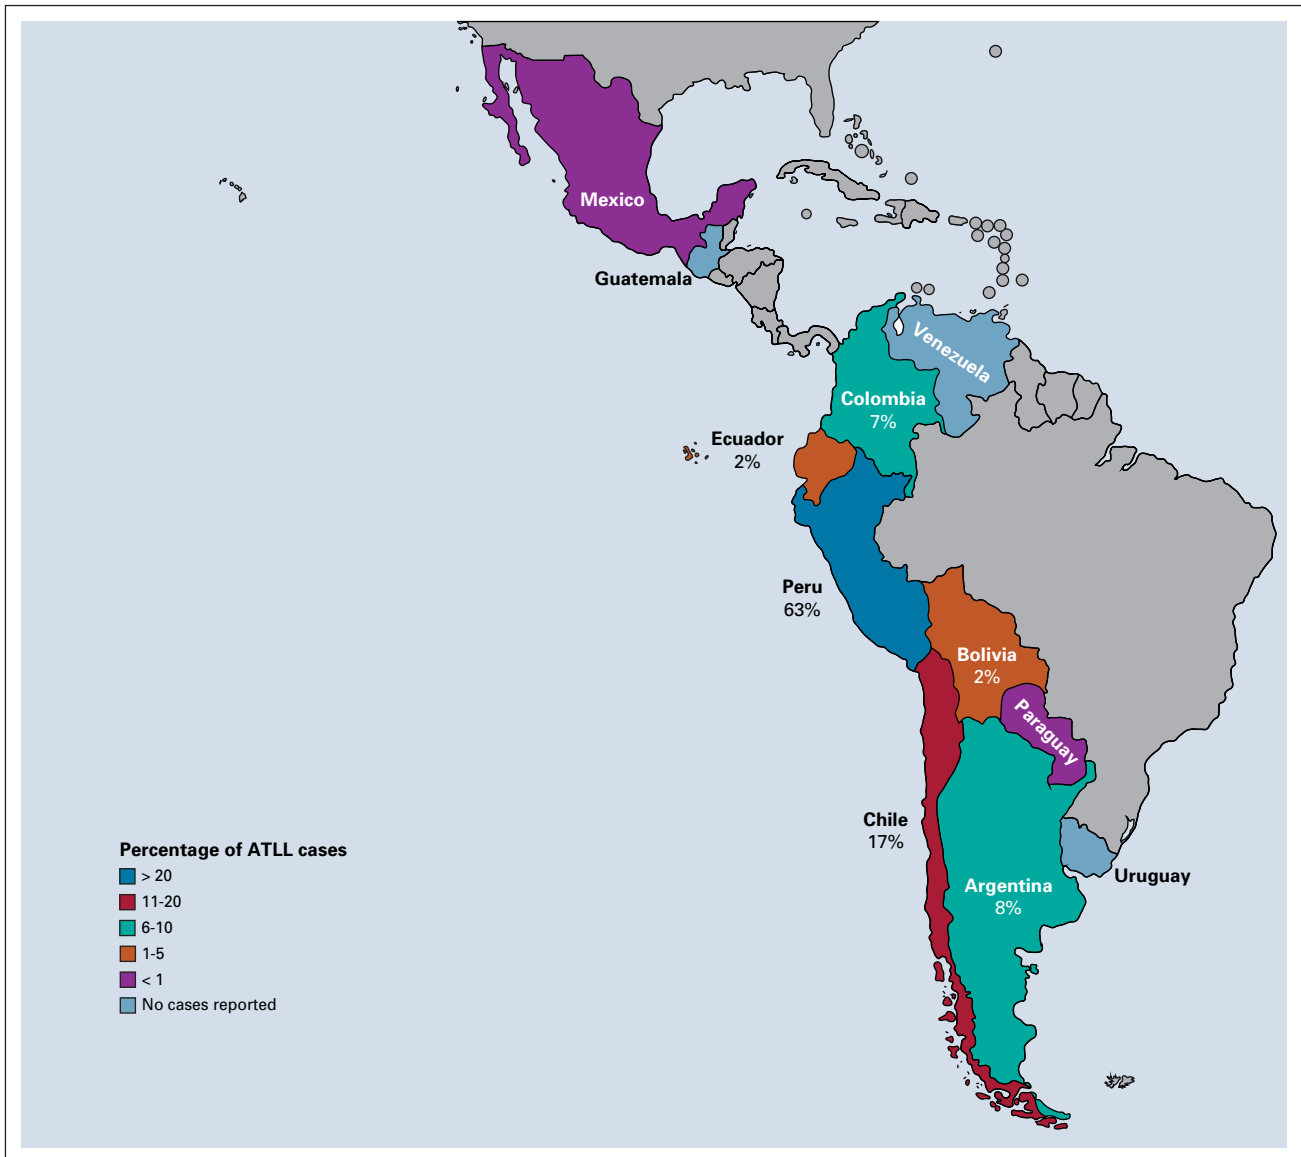 Mexico
Guatemala
Venezuela
Colombia
7%
Ecuador
2%
Peru
63%
Bolivia
2%
Paraguay
Chile
17%
Argentina
8%
Uruguay
Percentage of ATLL cases
> 20
11-20
6-10
1-5
< 1
No cases reported